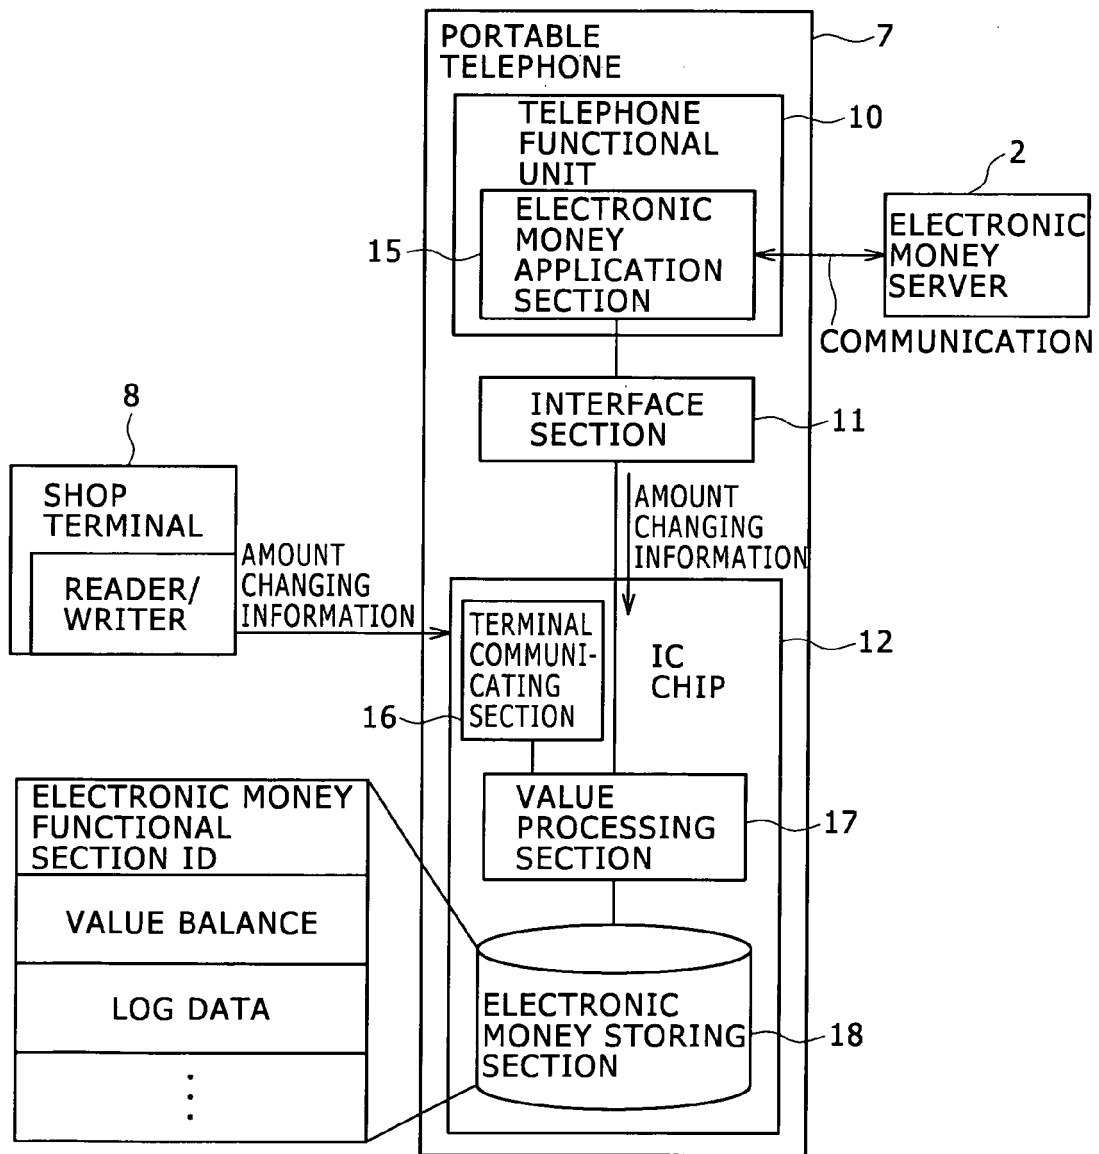 PORTABLE
TELEPHONE
7
TELEPHONE
FUNCTIONAL
UNIT
10
ELECTRONIC
MONEY
APPLICATION
SECTION
15
2
ELECTRONIC
MONEY
SERVER
COMMUNICATION
INTERFACE
SECTION
11
8
SHOP
TERMINAL
READER/
WRITER
AMOUNT
CHANGING
INFORMATION
AMOUNT
CHANGING
INFORMATION
TERMINAL
COMMUNI-
CATING
SECTION
16
IC
CHIP
12
VALUE
PROCESSING
SECTION
17
ELECTRONIC MONEY
FUNCTIONAL
SECTION ID
VALUE BALANCE
LOG DATA
ELECTRONIC
MONEY STORING
SECTION
18